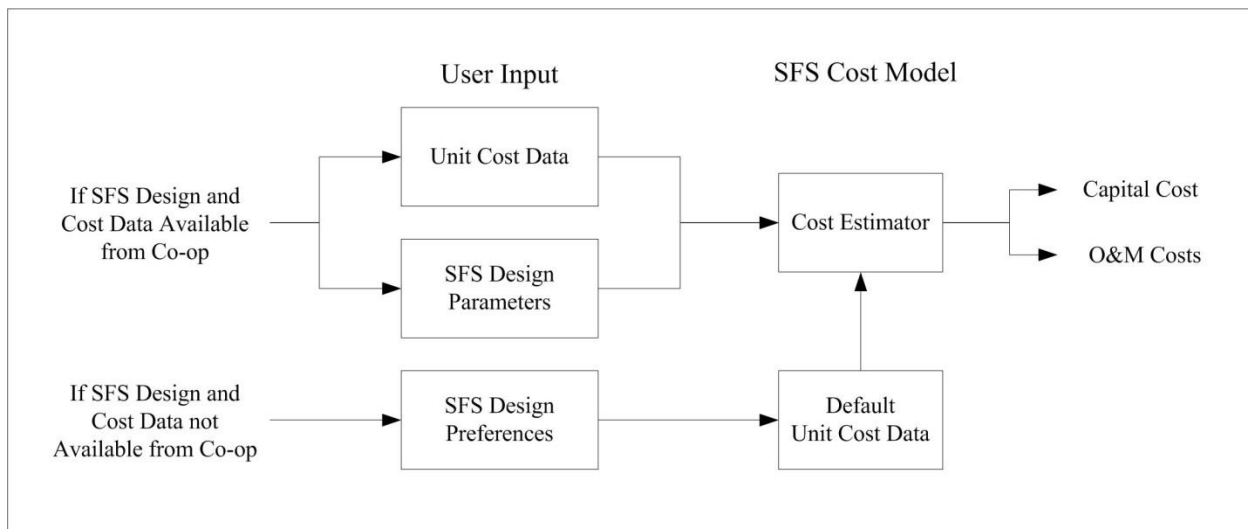 User Input
SFS Cost Model
Unit Cost Data
If SFS Design and
Cost Data Available
from Co-op
Cost Estimator
Capital Cost
O&M Costs
SFS Design
Parameters
If SFS Design and
Cost Data not
Available from Co-op
SFS Design
Preferences
Default
Unit Cost Data